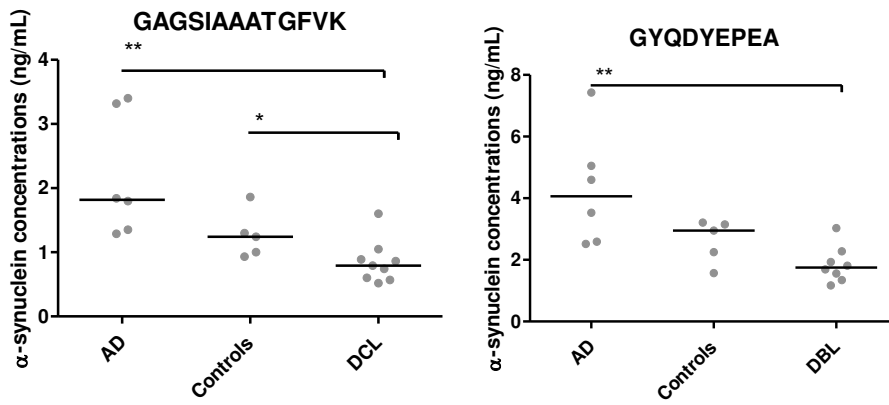 GAGSIAAATGFVK
α-synuclein concentrations (ng/mL)
4
3
2
1
0
**
*
AD
Controls
DCL
GYQDYEPEA
α-synuclein concentrations (ng/mL)
8
6
4
2
0
**
AD
Controls
DBL